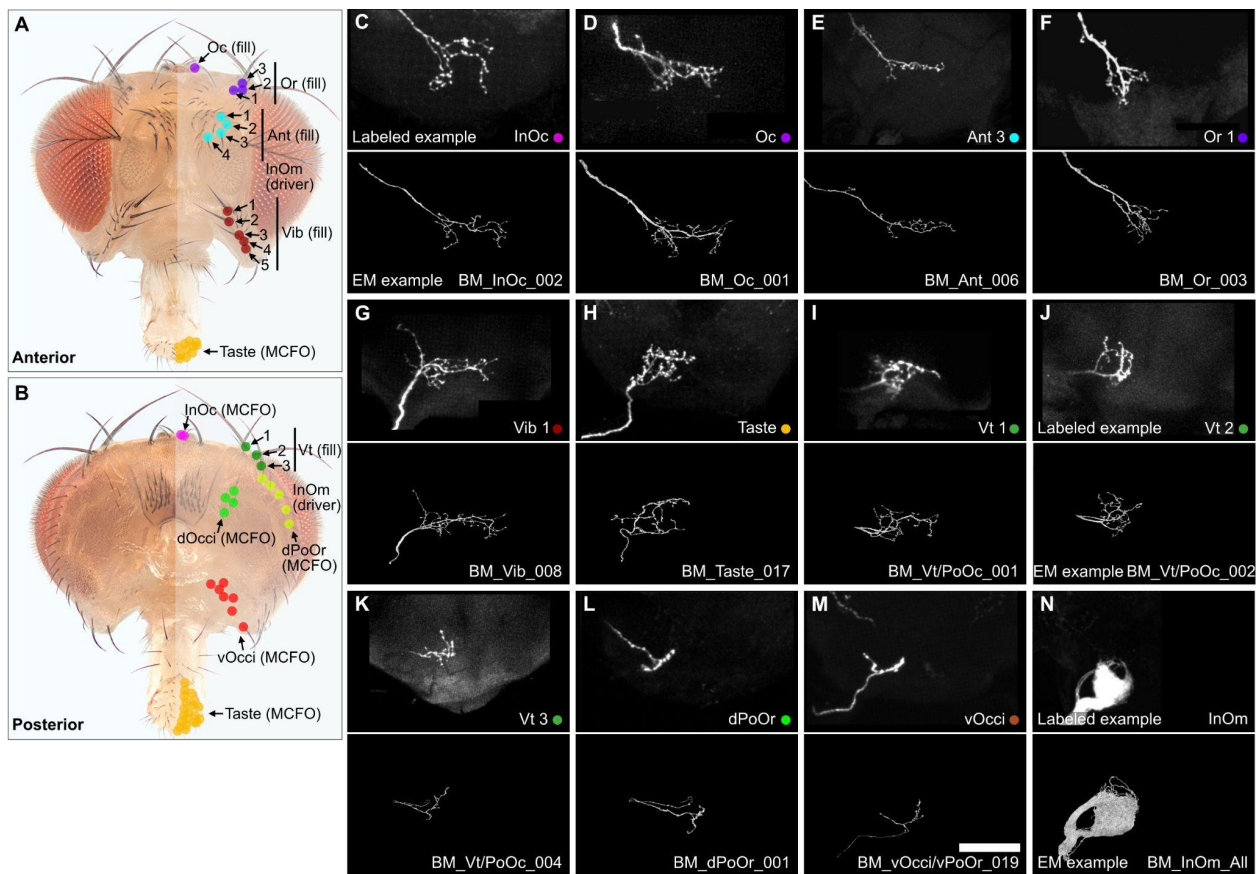 A
Oc (fill)
3
2
1
Or (fill)
1
2
3
4
Ant (fill)
InOm
(driver)
1
2
3
4
5
Vib (fill)
Taste (MCFO)
Anterior
B
InOc (MCFO)
1
2
3
Vt (fill)
InOm
(driver)
dOcci (MCFO)
dPoOr
(MCFO)
vOcci (MCFO)
Taste (MCFO)
Posterior
C
Labeled example InOc
EM example BM_InOc_002
D
Oc
BM_Oc_001
E
Ant 3
BM_Ant_006
F
Or 1
BM_Or_003
G
Vib 1
BM_Vib_008
H
Taste
BM_Taste_017
I
Vt 1
BM_Vt/PoOc_001
J
Labeled example Vt 2
EM example BM_Vt/PoOc_002
K
Vt 3
BM_Vt/PoOc_004
L
dPoOr
BM_dPoOr_001
M
vOcci
BM_vOcci/vPoOr_019
N
Labeled example InOm
EM example BM_InOm_All